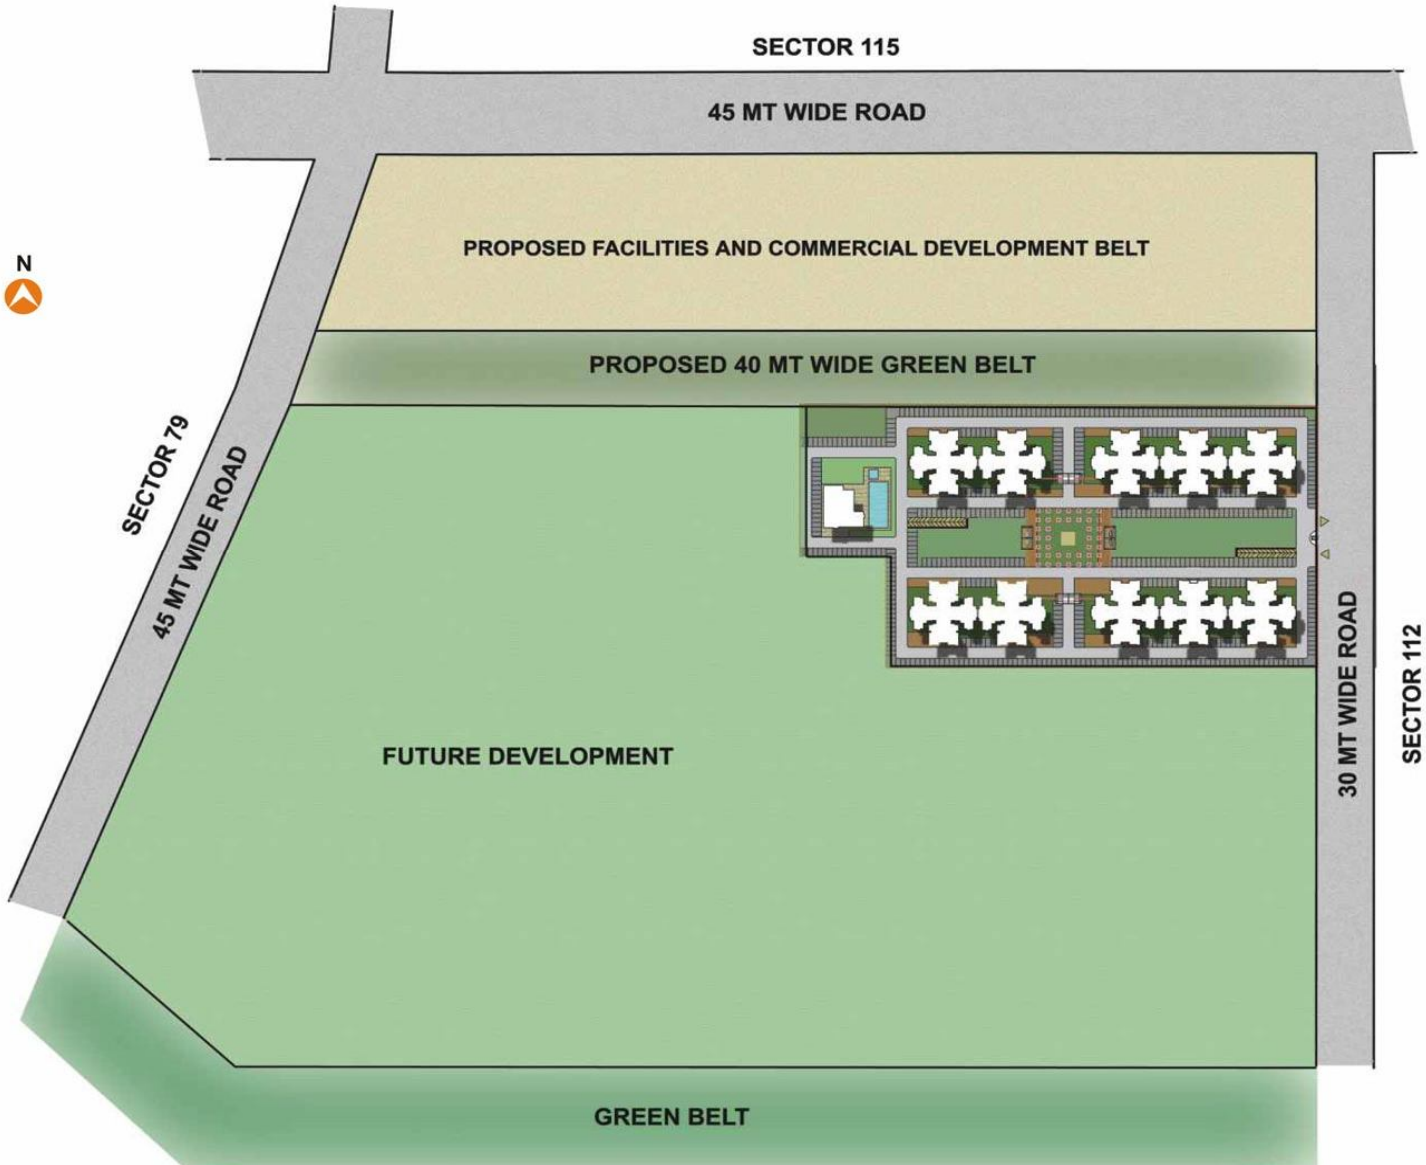 SECTOR 115
45 MT WIDE ROAD
N
PROPOSED FACILITIES AND COMMERCIAL DEVELOPMENT BELT
PROPOSED 40 MT WIDE GREEN BELT
SECTOR 79
45 MT WIDE ROAD
30 MT WIDE ROAD
SECTOR 112
FUTURE DEVELOPMENT
GREEN BELT